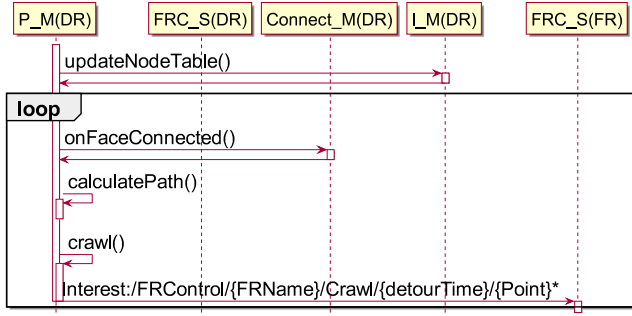 P_M(DR) FRC_S(DR) Connect_M(DR) I_M(DR) FRC_S(FR)
updateNodeTable()
loop
onFaceConnected()
calculatePath()
crawl()
Interest:/FRControl/{FRName}/Crawl/{detourTime}/{Point}*